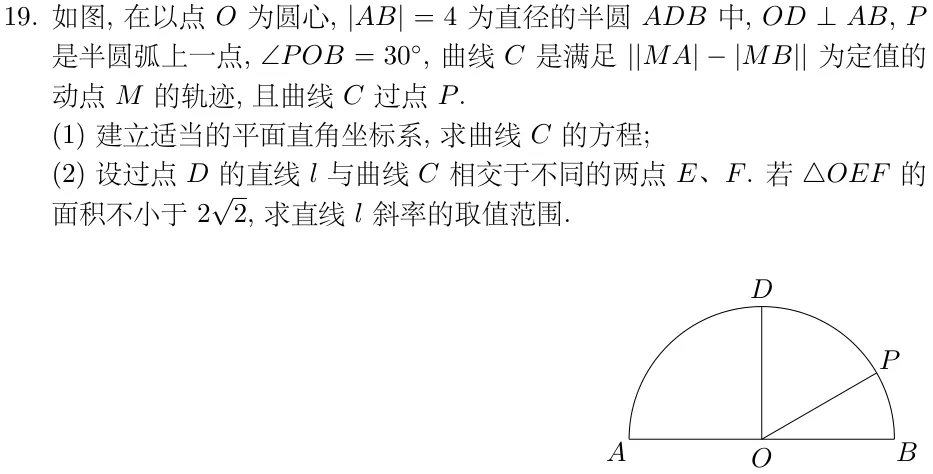 19. 如图, 在以点 O 为圆心, |AB| = 4 为直径的半圆 ADB 中, OD ⊥ AB, P
是半圆弧上一点, ∠POB = 30°, 曲线 C 是满足 ||MA| − |MB|| 为定值的
动点 M 的轨迹, 且曲线 C 过点 P.
(1) 建立适当的平面直角坐标系, 求曲线 C 的方程;
(2) 设过点 D 的直线 l 与曲线 C 相交于不同的两点 E、F. 若 △OEF 的
面积不小于 2√2, 求直线 l 斜率的取值范围.
D
P
A
O
B